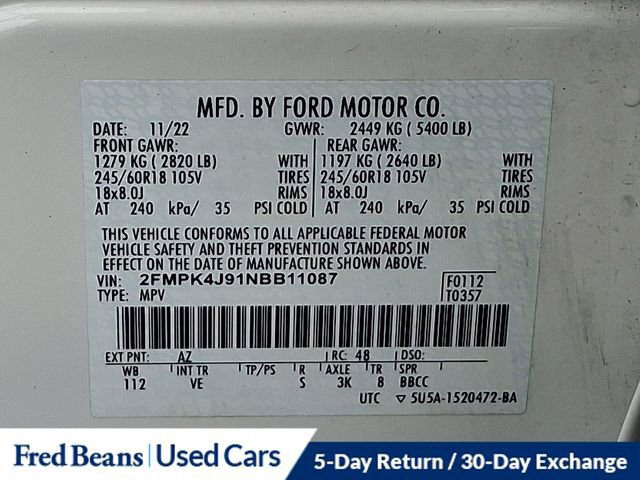 MFD. BY FORD MOTOR CO.
DATE: 11/22 GVWR: 2449 KG ( 5400 LB)
FRONT GAWR: REAR GAWR:
1279 KG ( 2820 LB) WITH 1197 KG ( 2640 LB) WITH
245/60R18 105V TIRES 245/60R18 105V TIRES
18x8.0J RIMS 18x8.0J RIMS
AT 240 kPa/ 35 PSI COLD AT 240 kPa/ 35 PSI COLD
THIS VEHICLE CONFORMS TO ALL APPLICABLE FEDERAL MOTOR
VEHICLE SAFETY AND THEFT PREVENTION STANDARDS IN
EFFECT ON THE DATE OF MANUFACTURE SHOWN ABOVE.
VIN: 2FMPK4J91NBB11087 F0112
TYPE: MPV T0357
EXT PNT: AZ RC: 48 DSO:
WB INT TR TP/PS R AXLE TR SPR
112 VE S 3K 8 BBCC
UTC ▽ 5U5A-1520472-BA
Fred Beans Used Cars 5-Day Return / 30-Day Exchange